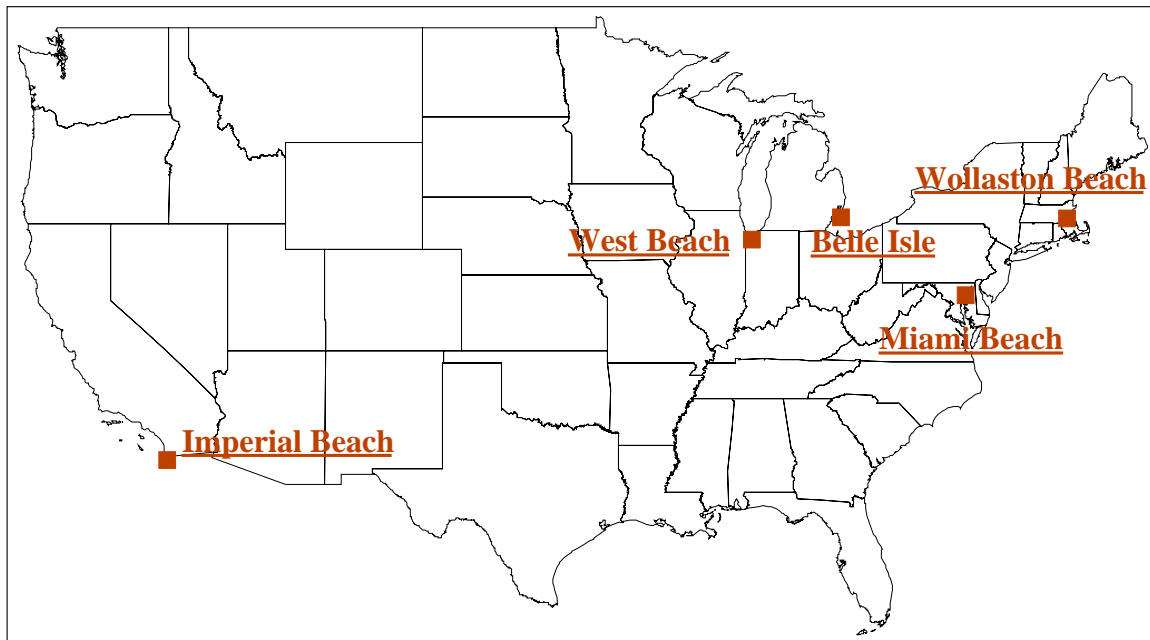 Wollaston Beach
West Beach
Belle Isle
Miami Beach
Imperial Beach